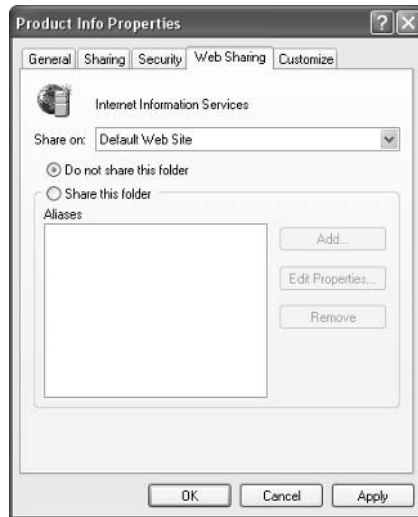 Product Info Properties
General Sharing Security Web Sharing Customize
Internet Information Services
Share on: Default Web Site
Do not share this folder
Share this folder
Aliases
Add...
Edit Properties...
Remove
OK Cancel Apply